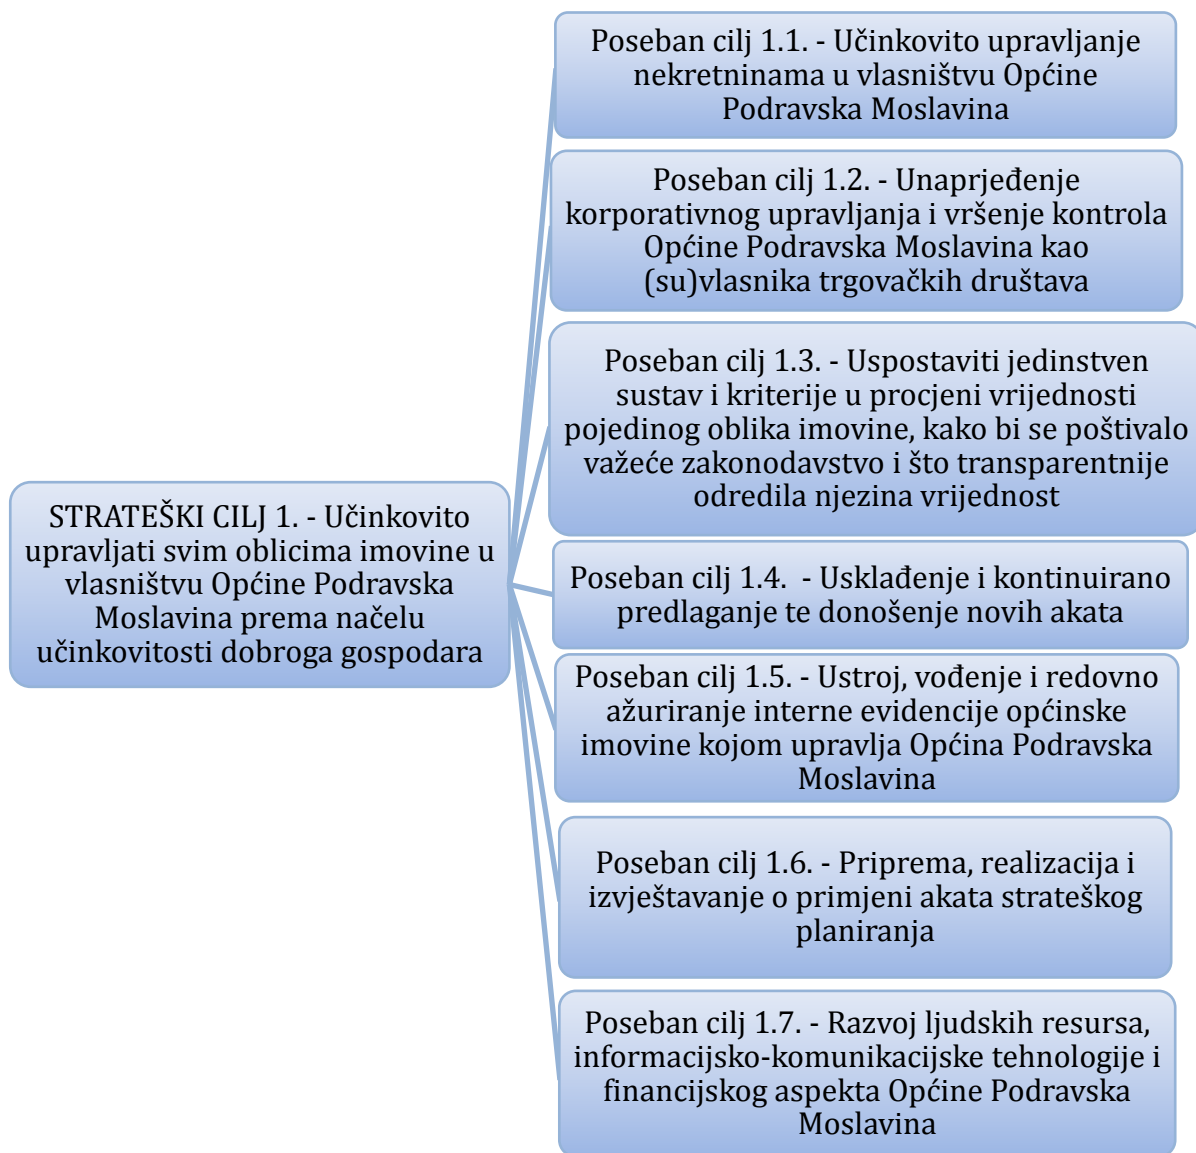 STRATEŠKI CILJ 1. - Učinkovito
upravljati svim oblicima imovine u
vlasništvu Općine Podravska
Moslavina prema načelu
učinkovitosti dobroga gospodara
Poseban cilj 1.1. - Učinkovito upravljanje
nekretninama u vlasništvu Općine
Podravska Moslavina
Poseban cilj 1.2. - Unaprjeđenje
korporativnog upravljanja i vršenje kontrola
Općine Podravska Moslavina kao
(su)vlasnika trgovačkih društava
Poseban cilj 1.3. - Uspostaviti jedinstven
sustav i kriterije u procjeni vrijednosti
pojedinog oblika imovine, kako bi se poštivalo
važeće zakonodavstvo i što transparentnije
odredila njezina vrijednost
Poseban cilj 1.4. - Usklađenje i kontinuirano
predlaganje te donošenje novih akata
Poseban cilj 1.5. - Ustroj, vođenje i redovno
ažuriranje interne evidencije općinske
imovine kojom upravlja Općina Podravska
Moslavina
Poseban cilj 1.6. - Priprema, realizacija i
izvještavanje o primjeni akata strateškog
planiranja
Poseban cilj 1.7. - Razvoj ljudskih resursa,
informacijsko-komunikacijske tehnologije i
financijskog aspekta Općine Podravska
Moslavina